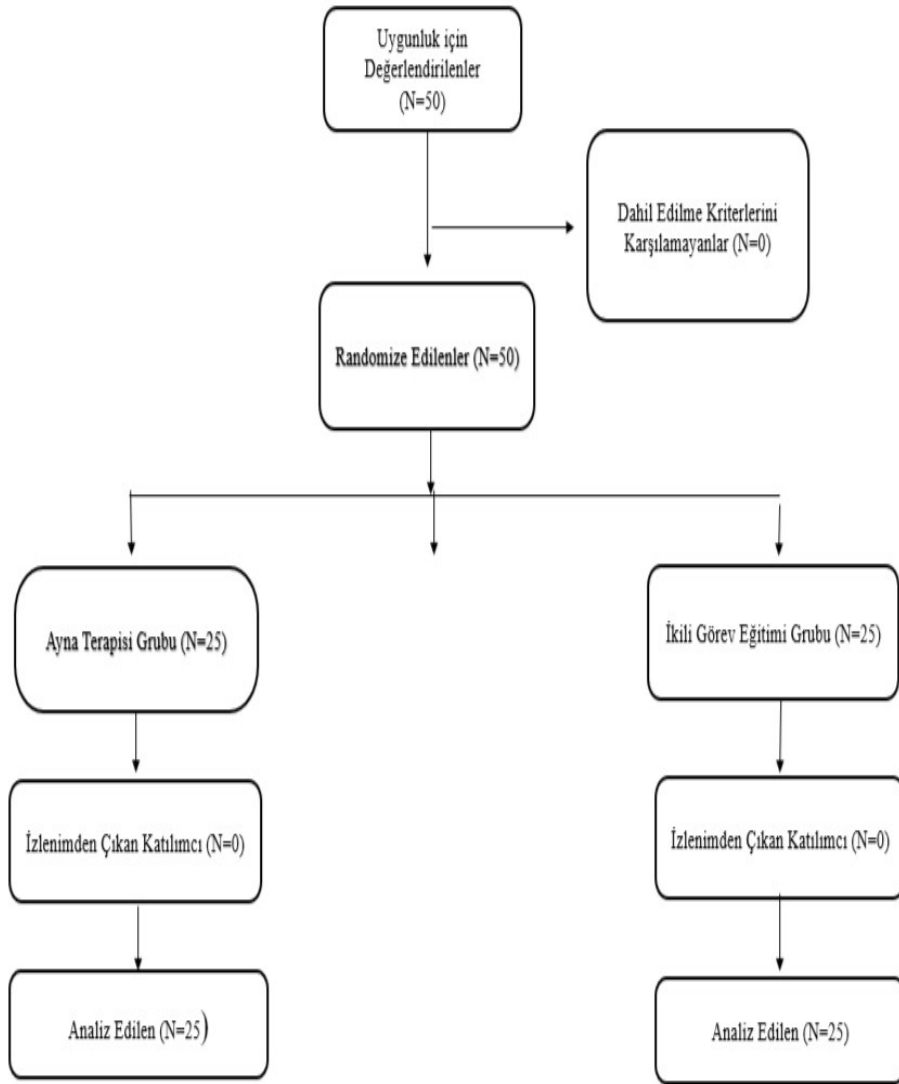 Uygunluk için
Değerlendirilenler
(N=50)
Dahil Edilme Kriterlerini
Karşılamayanlar (N=0)
Randomize Edilenler (N=50)
Ayna Terapisi Grubu (N=25)
İkili Görev Eğitimi Grubu (N=25)
İzlenimden Çıkan Katılımcı (N=0)
İzlenimden Çıkan Katılımcı (N=0)
Analiz Edilen (N=25)
Analiz Edilen (N=25)